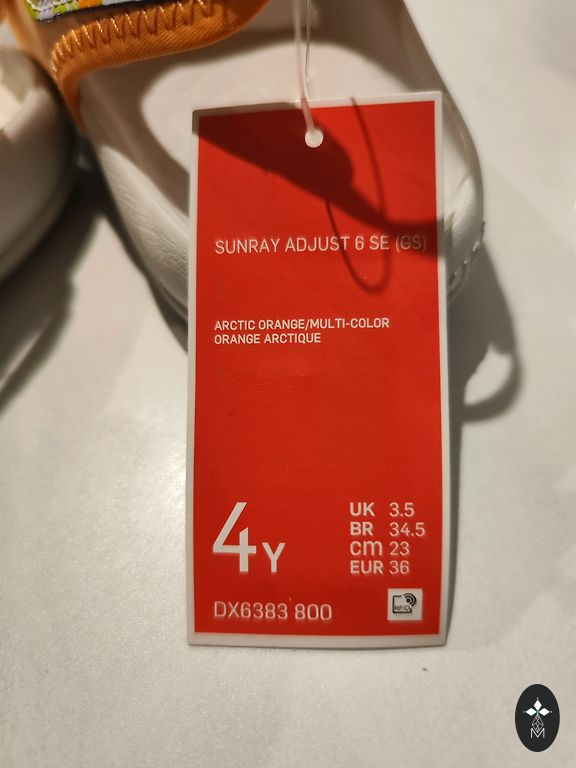 SUNRAY ADJUST 6 SE (GS)
ARCTIC ORANGE/MULTI-COLOR
ORANGE ARCTIQUE
4Y
UK 3.5
BR 34.5
cm 23
EUR 36
DX6383 800
RFID
M